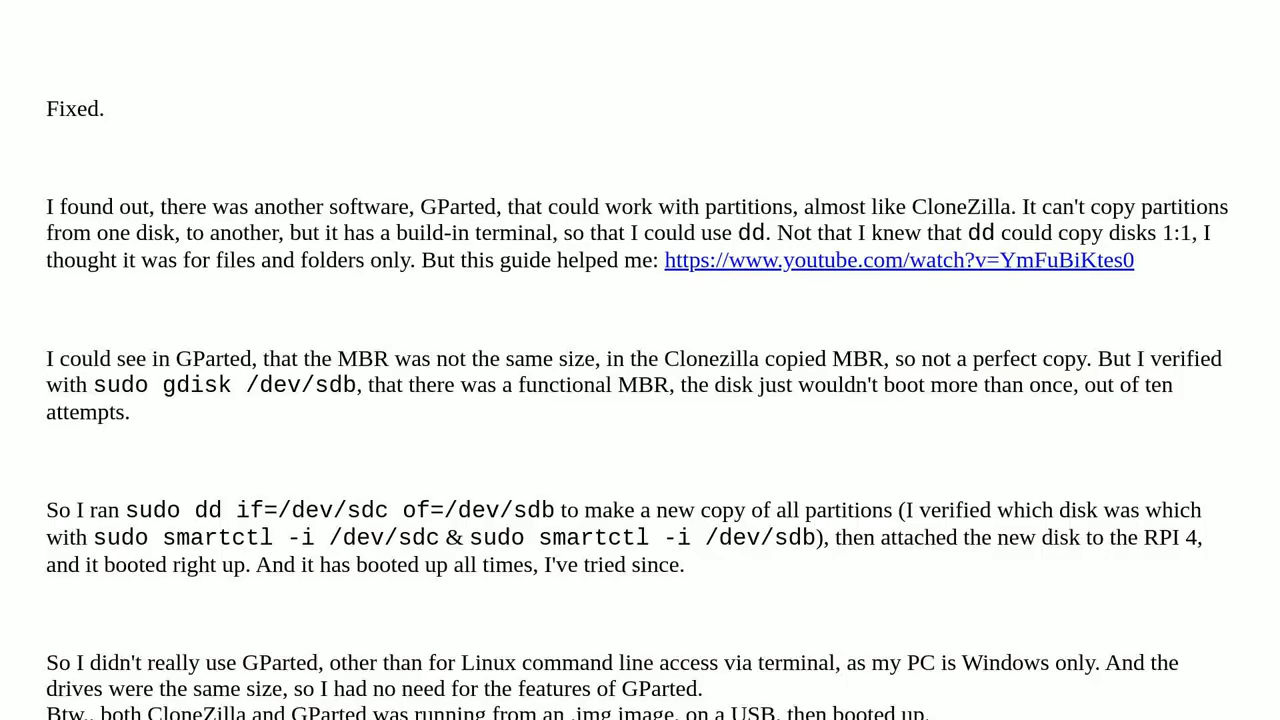 Fixed.
I found out, there was another software, GParted, that could work with partitions, almost like CloneZilla. It can't copy partitions
from one disk, to another, but it has a build-in terminal, so that I could use dd. Not that I knew that dd could copy disks 1:1, I
thought it was for files and folders only. But this guide helped me: https://www.youtube.com/watch?v=YmFuBiKtes0
I could see in GParted, that the MBR was not the same size, in the Clonezilla copied MBR, so not a perfect copy. But I verified
with sudo gdisk /dev/sdb, that there was a functional MBR, the disk just wouldn't boot more than once, out of ten
attempts.
So I ran sudo dd if=/dev/sdc of=/dev/sdb to make a new copy of all partitions (I verified which disk was which
with sudo smartctl -i /dev/sdc & sudo smartctl -i /dev/sdb), then attached the new disk to the RPI 4,
and it booted right up. And it has booted up all times, I've tried since.
So I didn't really use GParted, other than for Linux command line access via terminal, as my PC is Windows only. And the
drives were the same size, so I had no need for the features of GParted.
Btw., both CloneZilla and GParted was running from an .img image, on a USB, then booted up.